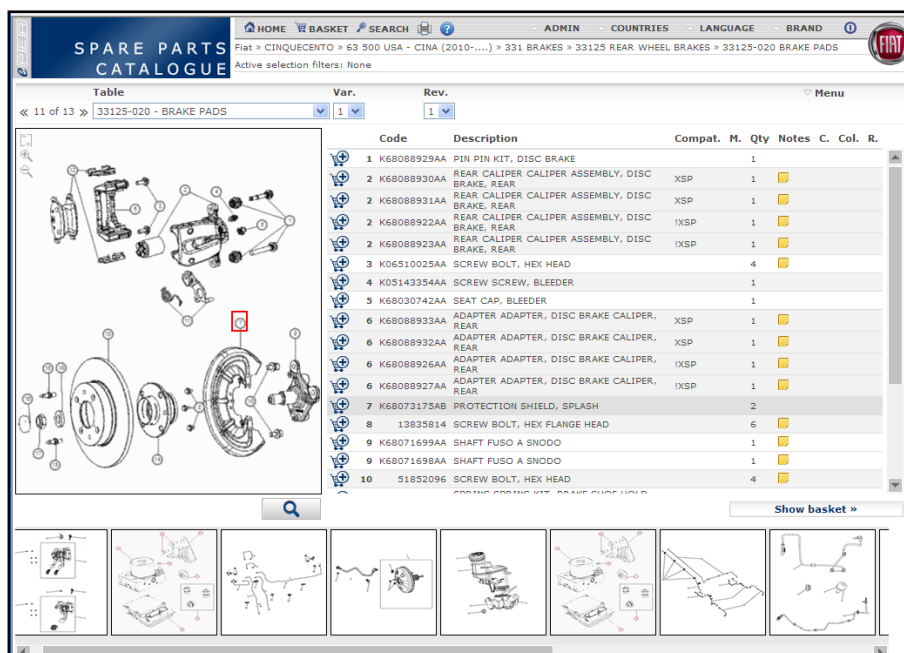 ePER
SPARE PARTS
CATALOGUE
HOME BASKET SEARCH ? ADMIN COUNTRIES LANGUAGE BRAND
Fiat » CINQUECENTO » 63 500 USA - CINA (2010-....) » 331 BRAKES » 33125 REAR WHEEL BRAKES » 33125-020 BRAKE PADS
Active selection filters: None
FIAT
Table Var. Rev. Menu
« 11 of 13 » 33125-020 - BRAKE PADS 1 1
Code Description Compat. M. Qty Notes C. Col. R.
1 K68088929AA PIN PIN KIT, DISC BRAKE 1
2 K68088930AA REAR CALIPER CALIPER ASSEMBLY, DISC BRAKE, REAR XSP 1
2 K68088931AA REAR CALIPER CALIPER ASSEMBLY, DISC BRAKE, REAR XSP 1
2 K68088922AA REAR CALIPER CALIPER ASSEMBLY, DISC BRAKE, REAR !XSP 1
2 K68088923AA REAR CALIPER CALIPER ASSEMBLY, DISC BRAKE, REAR !XSP 1
3 K06510025AA SCREW BOLT, HEX HEAD 4
4 K05143354AA SCREW SCREW, BLEEDER 1
5 K68030742AA SEAT CAP, BLEEDER 1
6 K68088933AA ADAPTER ADAPTER, DISC BRAKE CALIPER, REAR XSP 1
6 K68088932AA ADAPTER ADAPTER, DISC BRAKE CALIPER, REAR XSP 1
6 K68088926AA ADAPTER ADAPTER, DISC BRAKE CALIPER, REAR !XSP 1
6 K68088927AA ADAPTER ADAPTER, DISC BRAKE CALIPER, REAR !XSP 1
7 K68073175AB PROTECTION SHIELD, SPLASH 2
8 13835814 SCREW BOLT, HEX FLANGE HEAD 6
9 K68071699AA SHAFT FUSO A SNODO 1
9 K68071698AA SHAFT FUSO A SNODO 1
10 51852096 SCREW BOLT, HEX HEAD 4
Show basket »